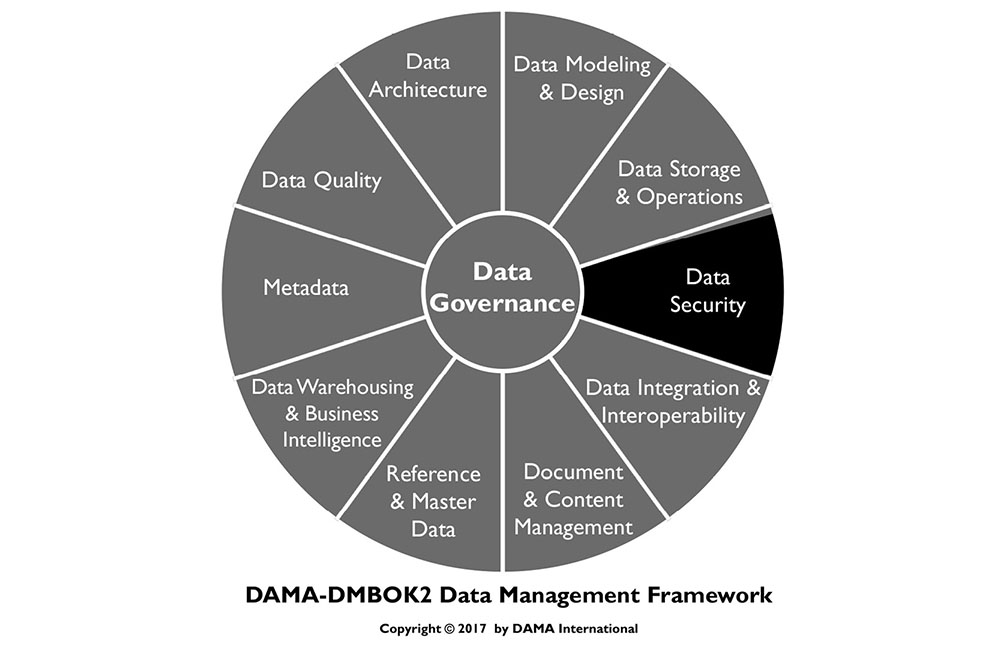 Data
Architecture
Data Modeling
& Design
Data Quality
Data Storage
& Operations
Metadata
Data
Governance
Data
Security
Data Warehousing
& Business
Intelligence
Data Integration &
Interoperability
Reference
& Master
Data
Document
& Content
Management
DAMA-DMBOK2 Data Management Framework
Copyright © 2017 by DAMA International